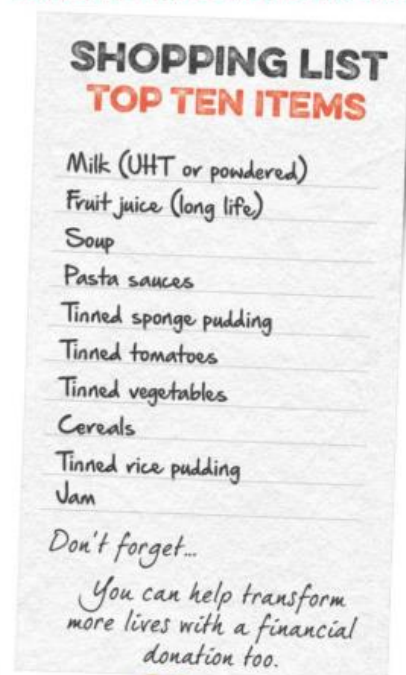 SHOPPING LIST
TOP TEN ITEMS
Milk (UHT or powdered)
Fruit juice (long life)
Soup
Pasta sauces
Tinned sponge pudding
Tinned tomatoes
Tinned vegetables
Cereals
Tinned rice pudding
Jam
Don't forget...
You can help transform
more lives with a financial
donation too.